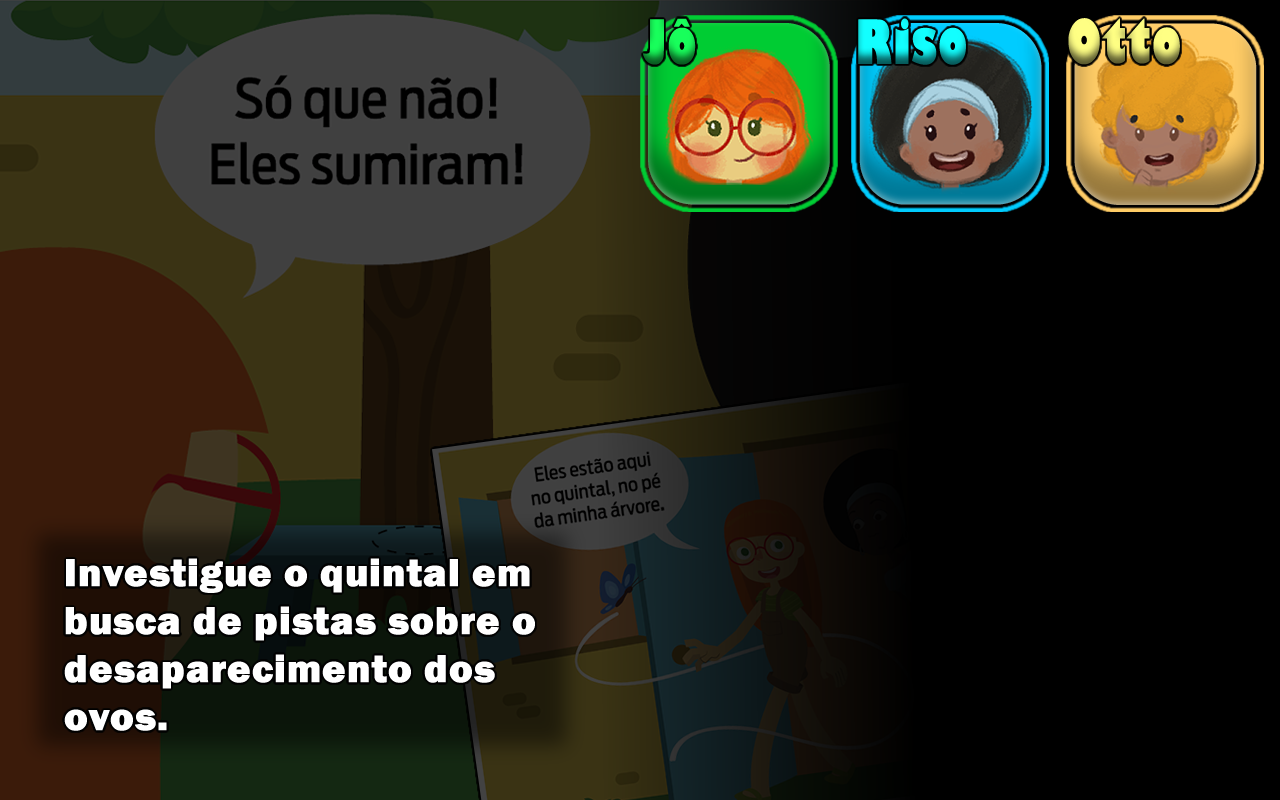 Só que não!
Eles sumiram!
Jô
Riso
Otto
Eles estão aqui
no quintal, no pé
da minha árvore.
Investigue o quintal em
busca de pistas sobre o
desaparecimento dos
ovos.